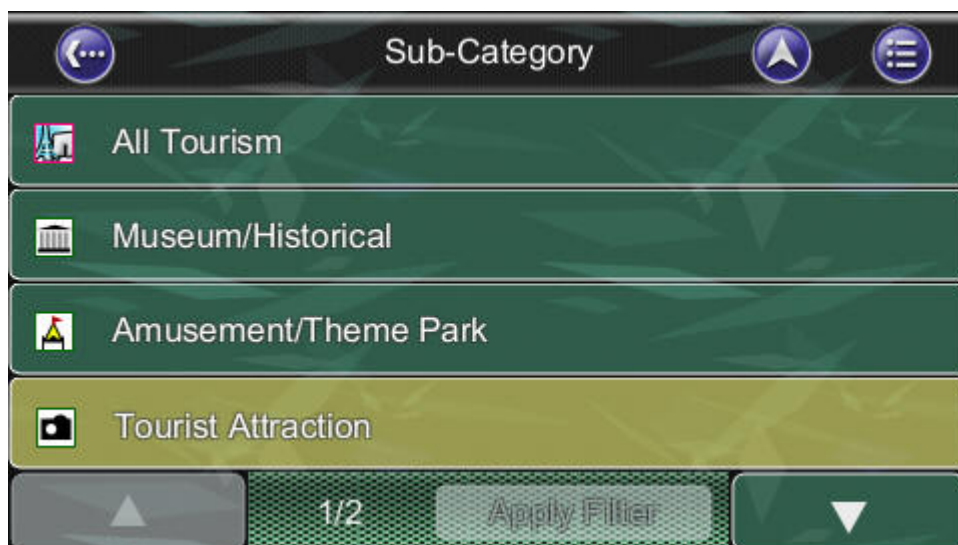 Sub-Category
All Tourism
Museum/Historical
Amusement/Theme Park
Tourist Attraction
1/2
Apply Filter